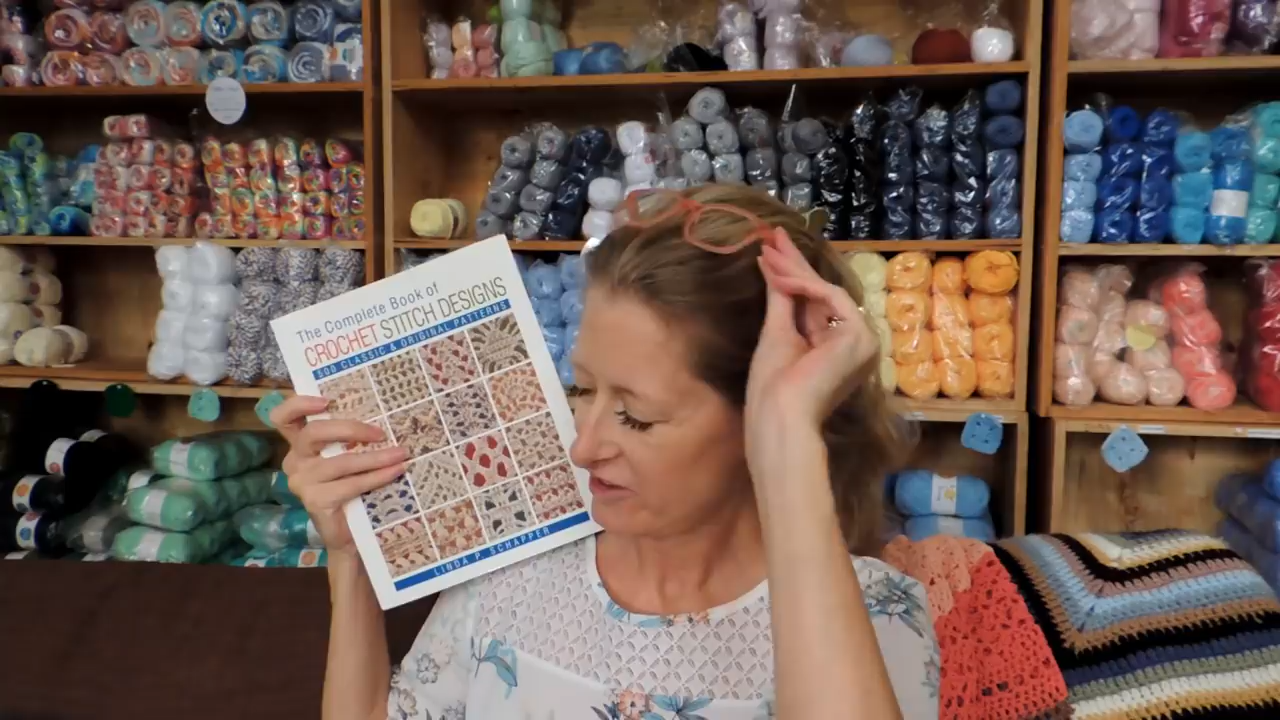 The Complete Book of
CROCHET STITCH DESIGNS
500 CLASSIC & ORIGINAL PATTERNS
LINDA P. SCHAPPER